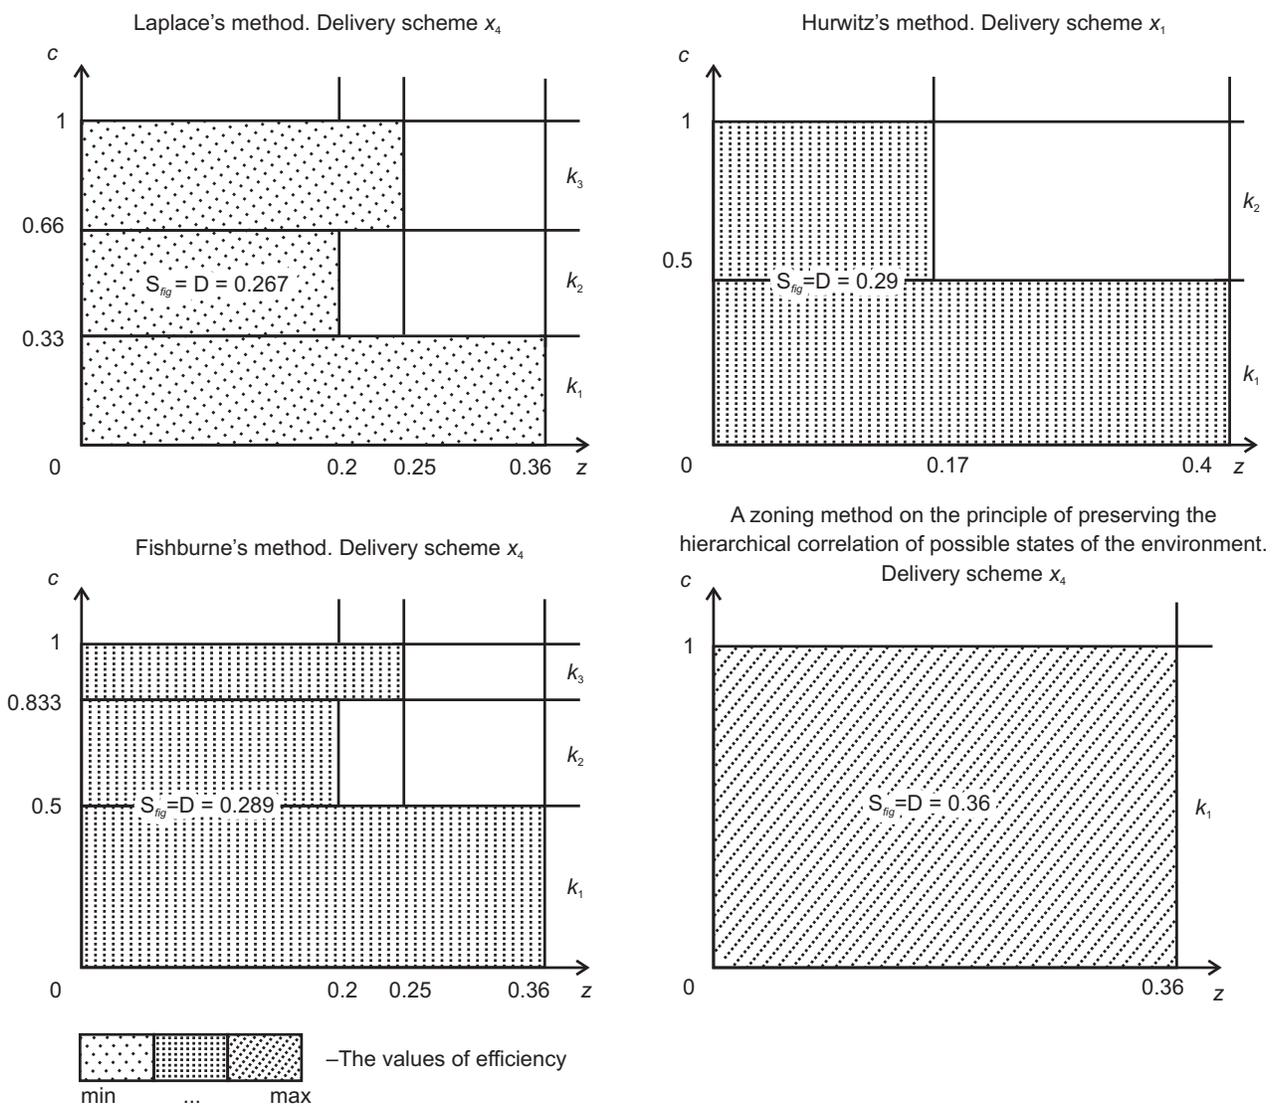 Laplace’s method. Delivery scheme x₄
c
1
k₃
0.66
S_fig = D = 0.267
k₂
0.33
k₁
0
0.2
0.25
0.36
z
Hurwitz’s method. Delivery scheme x₁
c
1
k₂
0.5
S_fig=D = 0.29
k₁
0
0.17
0.4
z
Fishburne’s method. Delivery scheme x₄
c
1
k₃
0.833
k₂
0.5
S_fig=D = 0.289
k₁
0
0.2
0.25
0.36
z
A zoning method on the principle of preserving the
hierarchical correlation of possible states of the environment.
Delivery scheme x₄
c
1
S_fig=D = 0.36
k₁
0
0.36
z
–The values of efficiency
min
...
max